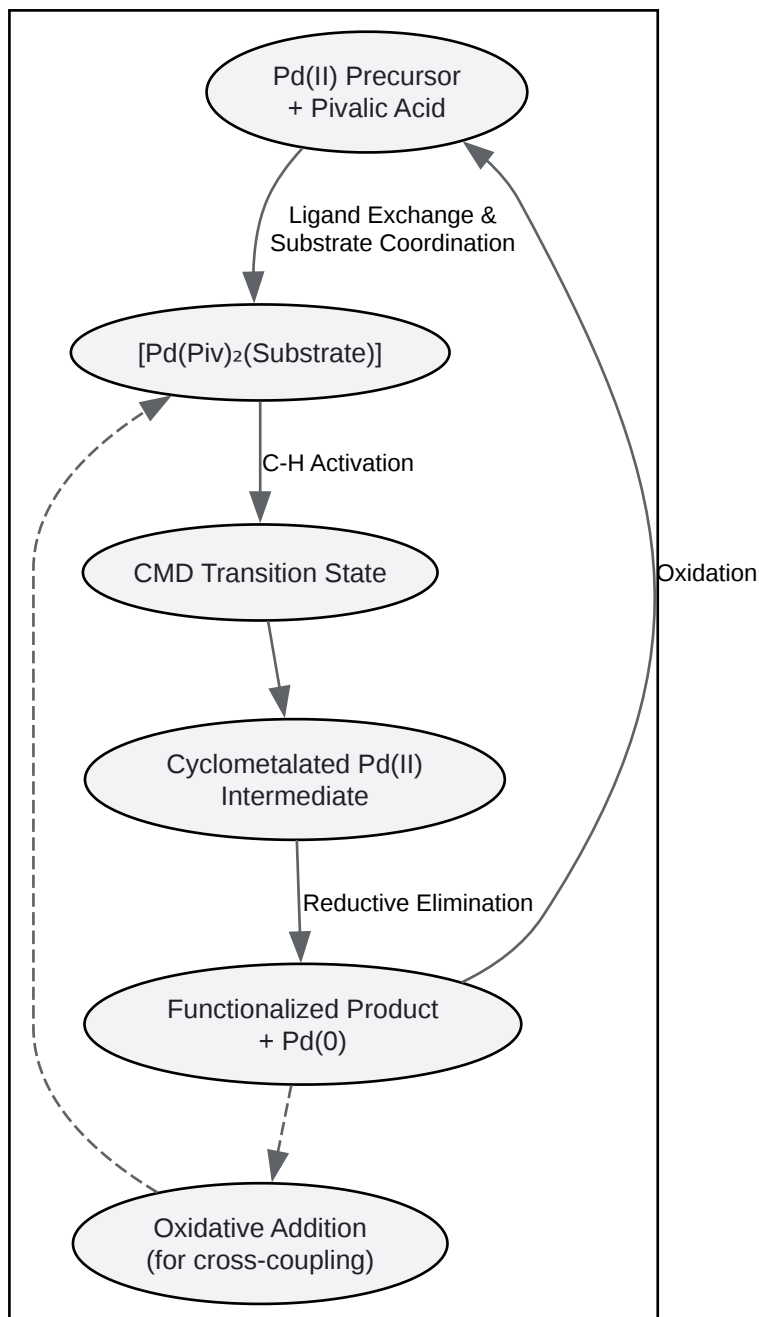 Pd(II) Precursor
+ Pivalic Acid
Ligand Exchange &
Substrate Coordination
[Pd(Piv)₂(Substrate)]
C-H Activation
CMD Transition State
Oxidation
Cyclometalated Pd(II)
Intermediate
Reductive Elimination
Functionalized Product
+ Pd(0)
Oxidative Addition
(for cross-coupling)